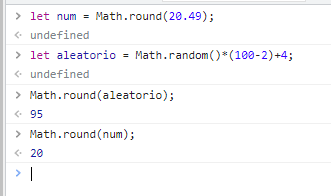 > let num = Math.round(20.49);
<· undefined
> let aleatorio = Math.random()*(100-2)+4;
<· undefined
> Math.round(aleatorio);
<· 95
> Math.round(num);
<· 20
>